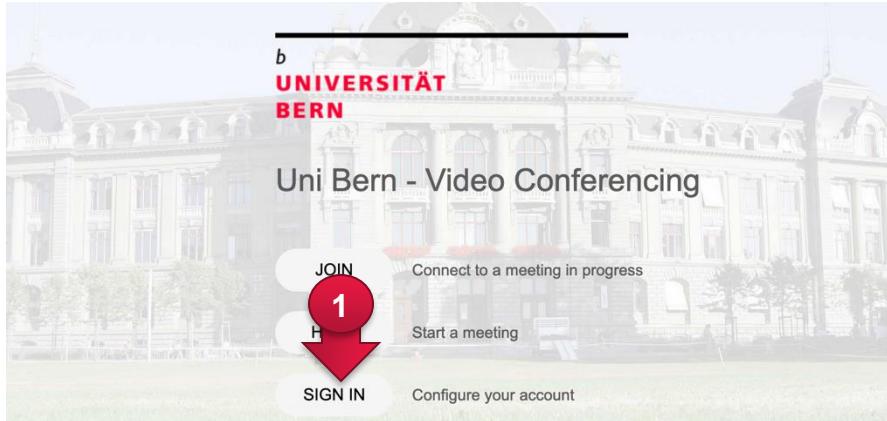 b
UNIVERSITÄT
BERN
Uni Bern - Video Conferencing
JOIN Connect to a meeting in progress
1
Start a meeting
SIGN IN Configure your account